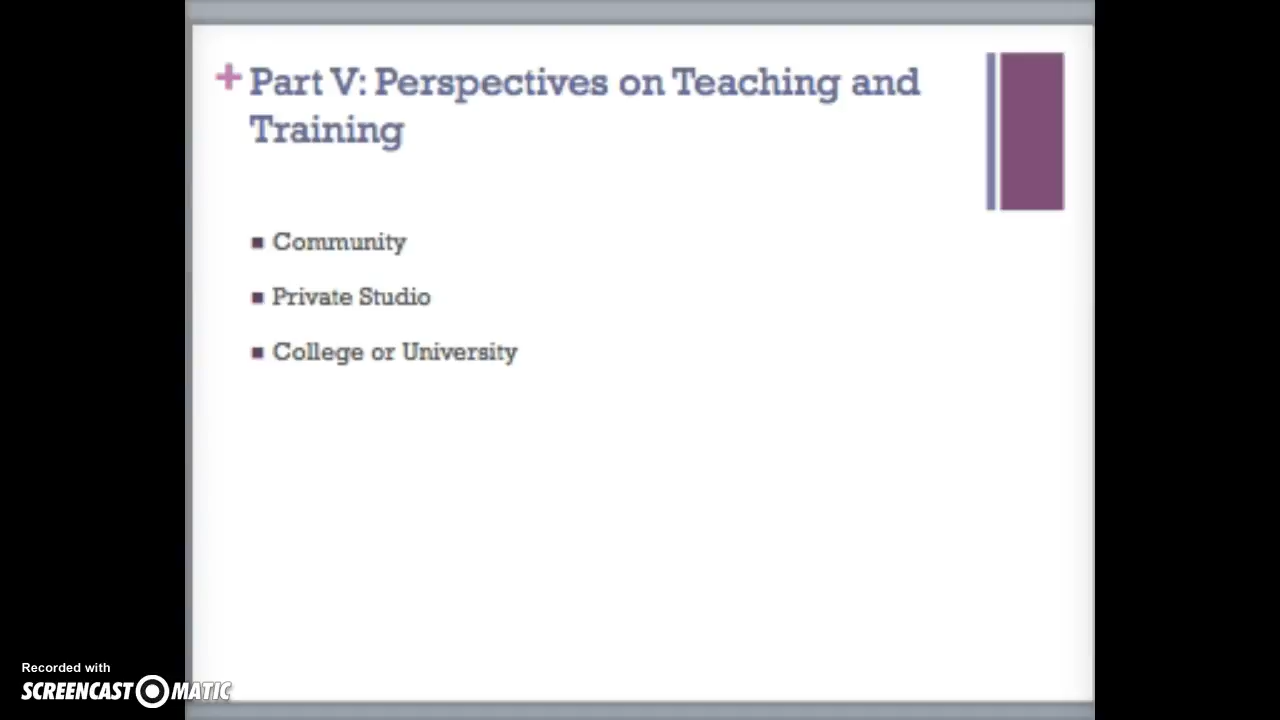 + Part V: Perspectives on Teaching and
Training
Community
Private Studio
College or University
Recorded with
SCREENCAST MATIC